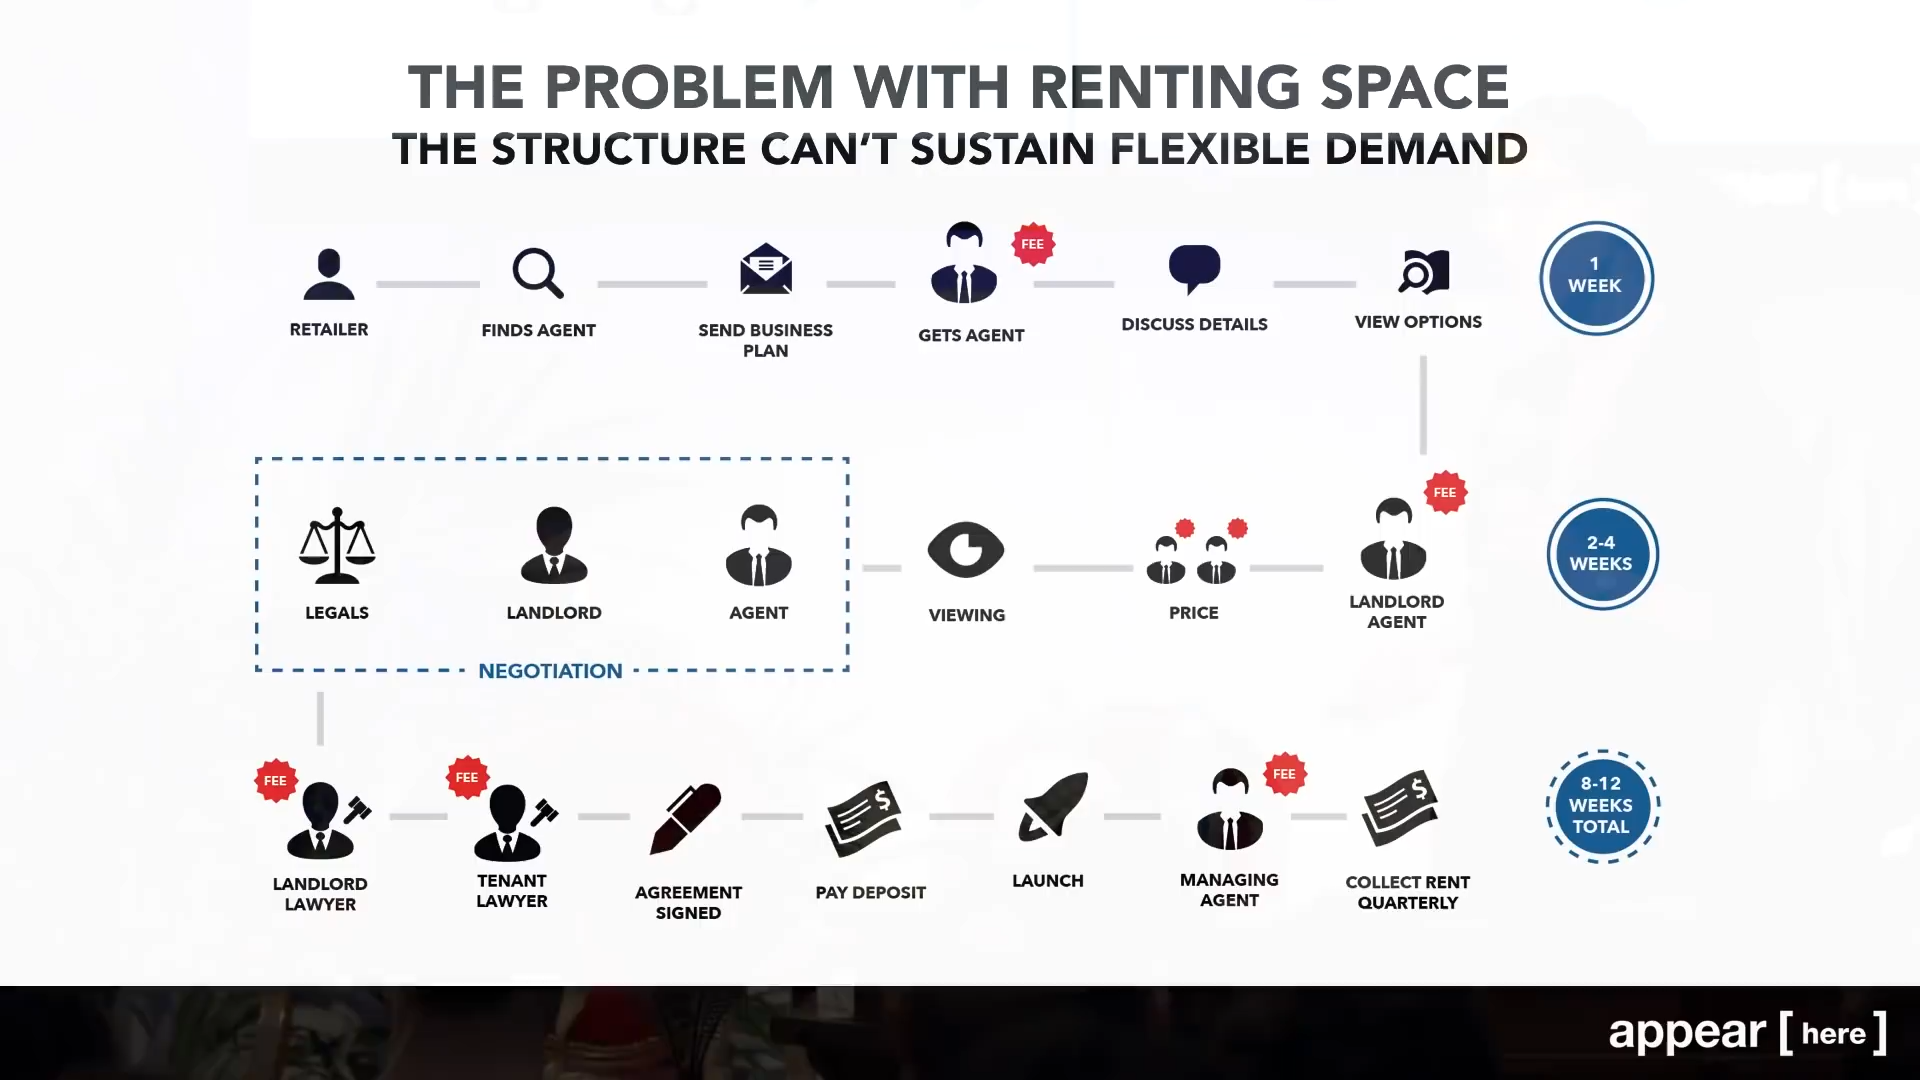 THE PROBLEM WITH RENTING SPACE
THE STRUCTURE CAN'T SUSTAIN FLEXIBLE DEMAND
FEE
RETAILER
FINDS AGENT
SEND BUSINESS
PLAN
GETS AGENT
DISCUSS DETAILS
VIEW OPTIONS
1
WEEK
LEGALS
LANDLORD
AGENT
NEGOTIATION
VIEWING
PRICE
FEE
LANDLORD
AGENT
2-4
WEEKS
FEE
LANDLORD
LAWYER
FEE
TENANT
LAWYER
AGREEMENT
SIGNED
PAY DEPOSIT
LAUNCH
FEE
MANAGING
AGENT
COLLECT RENT
QUARTERLY
8-12
WEEKS
TOTAL
appear [here]